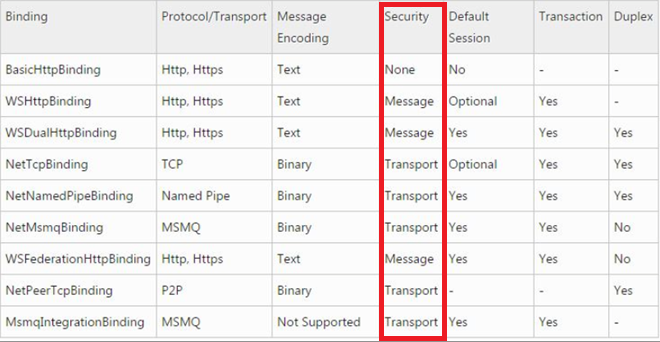 Binding Protocol/Transport Message Encoding Security Default Session Transaction Duplex
BasicHttpBinding Http, Https Text None No - -
WSHttpBinding Http, Https Text Message Optional Yes -
WSDualHttpBinding Http, Https Text Message Yes Yes Yes
NetTcpBinding TCP Binary Transport Optional Yes Yes
NetNamedPipeBinding Named Pipe Binary Transport Yes Yes Yes
NetMsmqBinding MSMQ Binary Transport Yes Yes No
WSFederationHttpBinding Http, Https Text Message Yes Yes No
NetPeerTcpBinding P2P Binary Transport - - Yes
MsmqIntegrationBinding MSMQ Not Supported Transport Yes Yes -